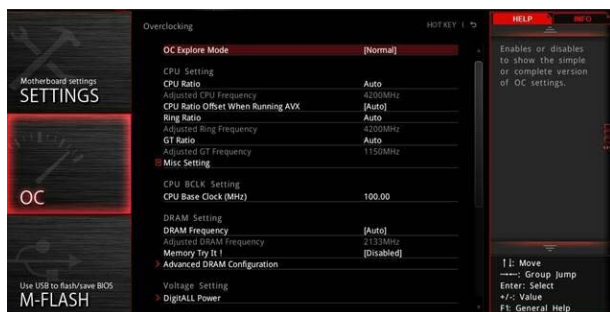 Overclocking
HOT KEY
HELP
INFO
OC Explore Mode [Normal]
CPU Setting
CPU Ratio Auto
Adjusted CPU Frequency 4200MHz
CPU Ratio Offset When Running AVX [Auto]
Ring Ratio Auto
Adjusted Ring Frequency 4200MHz
GT Ratio Auto
Adjusted GT Frequency 1150MHz
Misc Setting
CPU BCLK Setting
CPU Base Clock (MHz) 100.00
DRAM Setting
DRAM Frequency [Auto]
Adjusted DRAM Frequency 2133MHz
Memory Try It ! [Disabled]
Advanced DRAM Configuration
Voltage Setting
DigitALL Power
Motherboard settings
SETTINGS
OC
Use USB to flash/save BIOS
M-FLASH
Enables or disables
to show the simple
or complete version
of OC settings.
↑↓: Move
→←: Group Jump
Enter: Select
+/-: Value
F1: General Help